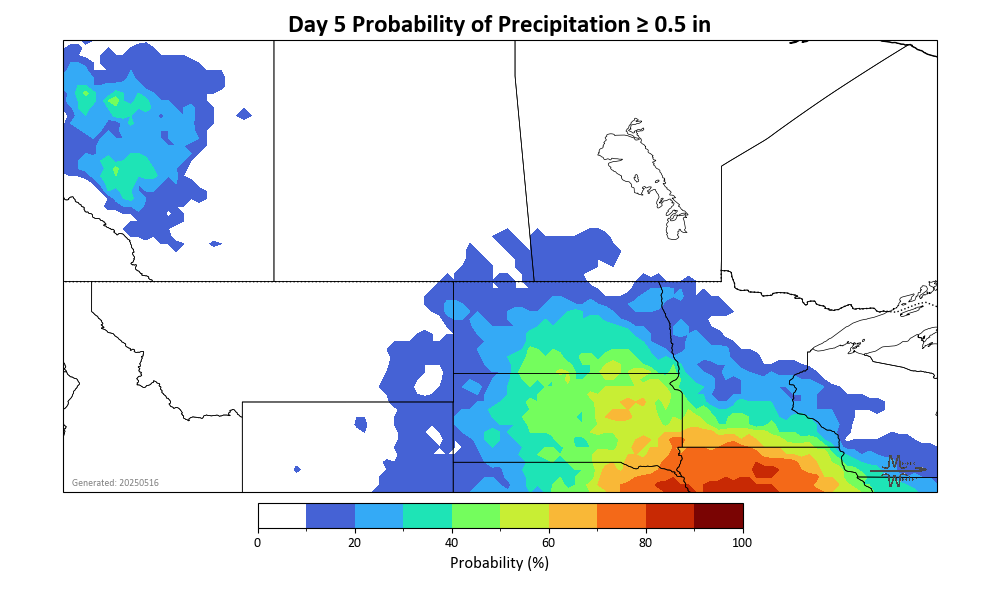 Day 5 Probability of Precipitation ≥ 0.5 in
Generated: 20250516
0 20 40 60 80 100
Probability (%)